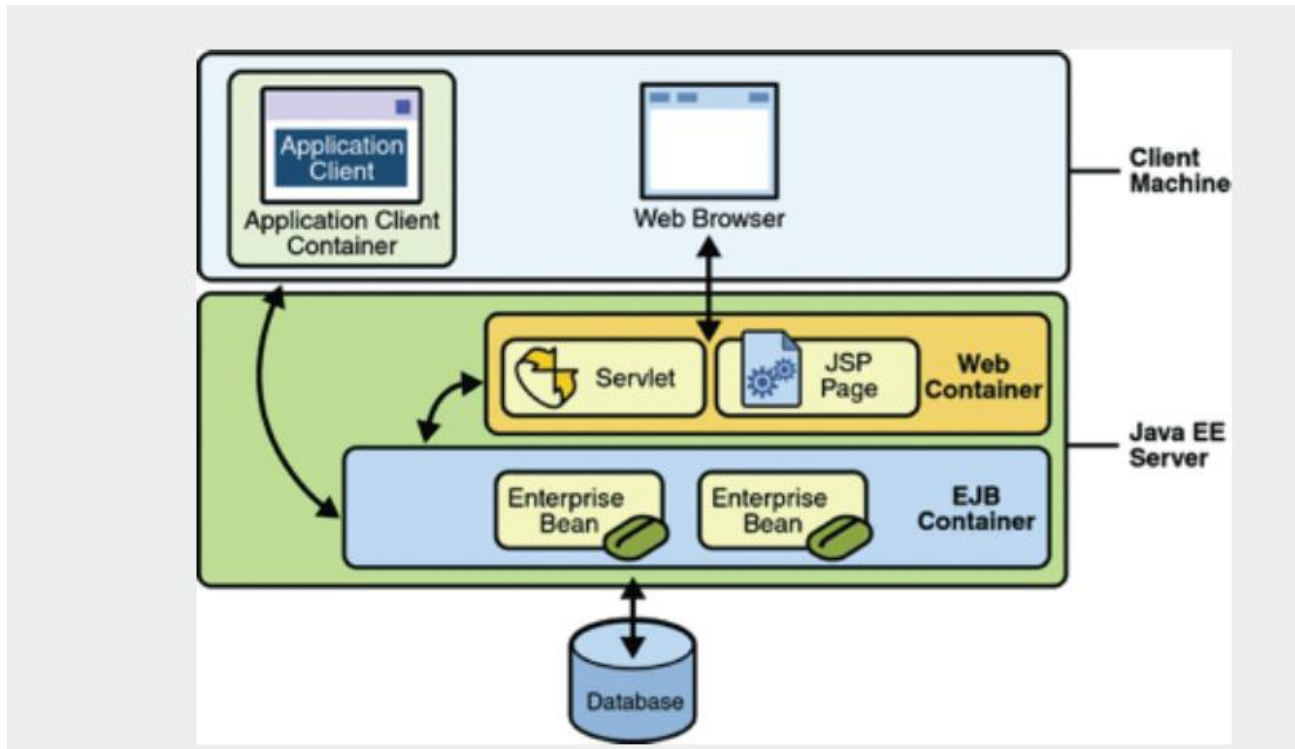 Application
Client
Application Client
Container
Web Browser
Client
Machine
Servlet
JSP
Page
Web
Container
Java EE
Server
Enterprise
Bean
Enterprise
Bean
EJB
Container
Database